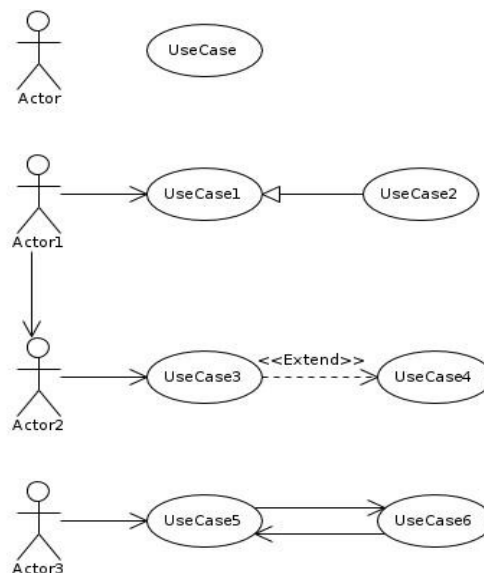 UseCase
Actor
UseCase1
UseCase2
Actor1
<<Extend>>
UseCase3
UseCase4
Actor2
UseCase5
UseCase6
Actor3